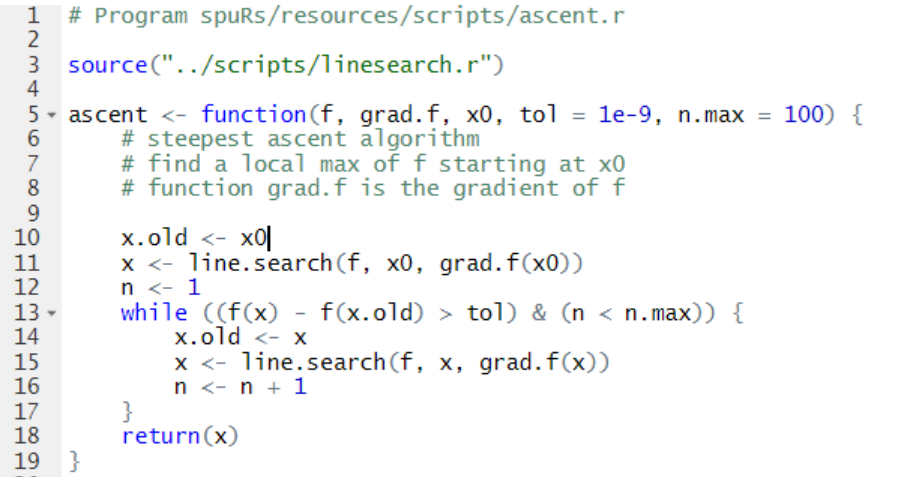 1 # Program spuRs/resources/scripts/ascent.r
2
3 source("../scripts/linesearch.r")
4
5 ascent <- function(f, grad.f, x0, tol = 1e-9, n.max = 100) {
6 # steepest ascent algorithm
7 # find a local max of f starting at x0
8 # function grad.f is the gradient of f
9
10 x.old <- x0
11 x <- line.search(f, x0, grad.f(x0))
12 n <- 1
13 while ((f(x) - f(x.old) > tol) & (n < n.max)) {
14 x.old <- x
15 x <- line.search(f, x, grad.f(x))
16 n <- n + 1
17 }
18 return(x)
19 }